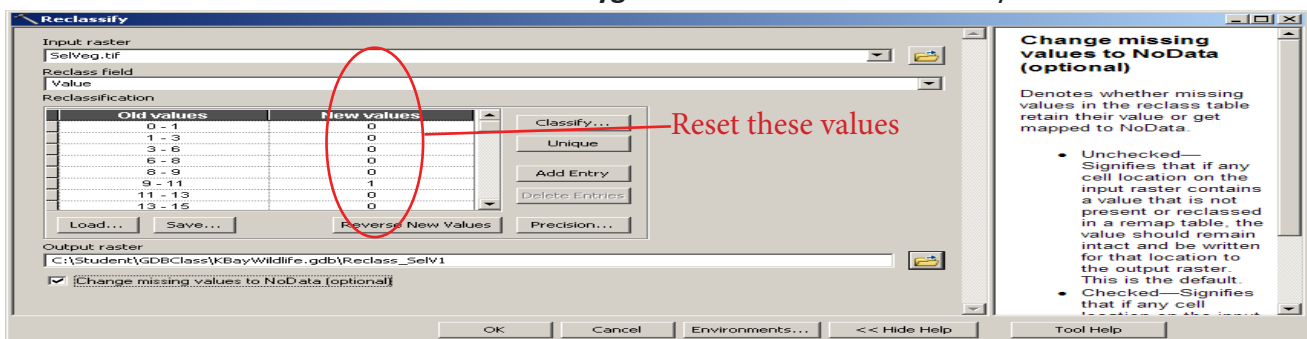 Reclassify
Input raster
SelVeg.tif
Reclass field
Value
Reclassification
Old values New values
0 - 1 0
1 - 3 0
3 - 6 0
6 - 8 0
8 - 9 0
9 - 11 1
11 - 13 0
13 - 15 0
Classify...
Unique
Add Entry
Delete Entries
Load... Save... Reverse New Values Precision...
Reset these values
Output raster
C:\Student\GDBClass\KBayWildlife.gdb\Reclass_SelV1
Change missing values to NoData (optional)
OK Cancel Environments... << Hide Help Tool Help
Change missing
values to NoData
(optional)
Denotes whether missing
values in the reclass table
retain their value or get
mapped to NoData.
• Unchecked—
Signifies that if any
cell location on the
input raster contains
a value that is not
present or reclassed
in a remap table, the
value should remain
intact and be written
for that location to
the output raster.
This is the default.
• Checked—Signifies
that if any cell